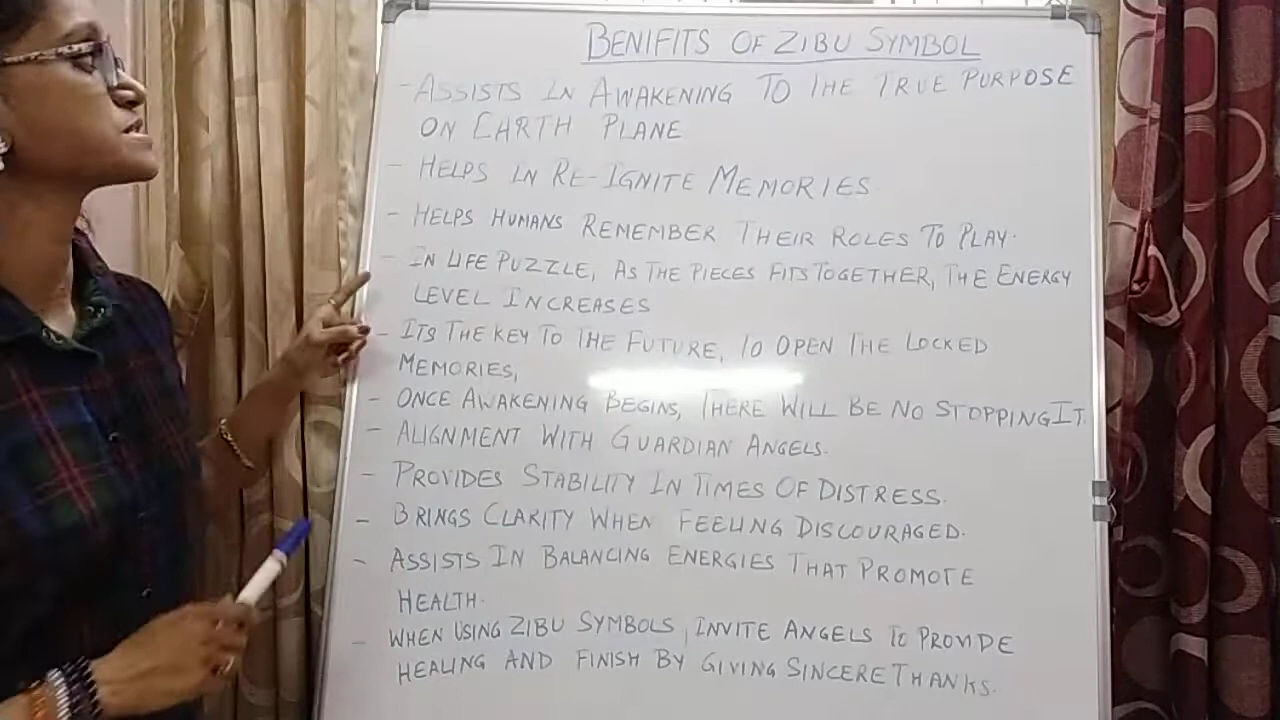 BENIFITS OF ZIBU SYMBOL
- ASSISTS IN AWAKENING TO THE TRUE PURPOSE
ON EARTH PLANE
- HELPS IN RE-IGNITE MEMORIES
- HELPS HUMANS REMEMBER THEIR ROLES TO PLAY.
- IN LIFE PUZZLE, AS THE PIECES FITS TOGETHER, THE ENERGY
LEVEL INCREASES
- ITS THE KEY TO THE FUTURE, TO OPEN THE LOCKED
MEMORIES,
- ONCE AWAKENING BEGINS, THERE WILL BE NO STOPPING IT.
- ALIGNMENT WITH GUARDIAN ANGELS.
- PROVIDES STABILITY IN TIMES OF DISTRESS.
- BRINGS CLARITY WHEN FEELING DISCOURAGED.
- ASSISTS IN BALANCING ENERGIES THAT PROMOTE
HEALTH.
- WHEN USING ZIBU SYMBOLS, INVITE ANGELS TO PROVIDE
HEALING AND FINISH BY GIVING SINCERE THANKS.